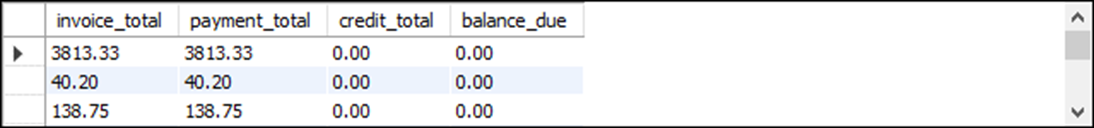 invoice_total payment_total credit_total balance_due
3813.33 3813.33 0.00 0.00
40.20 40.20 0.00 0.00
138.75 138.75 0.00 0.00